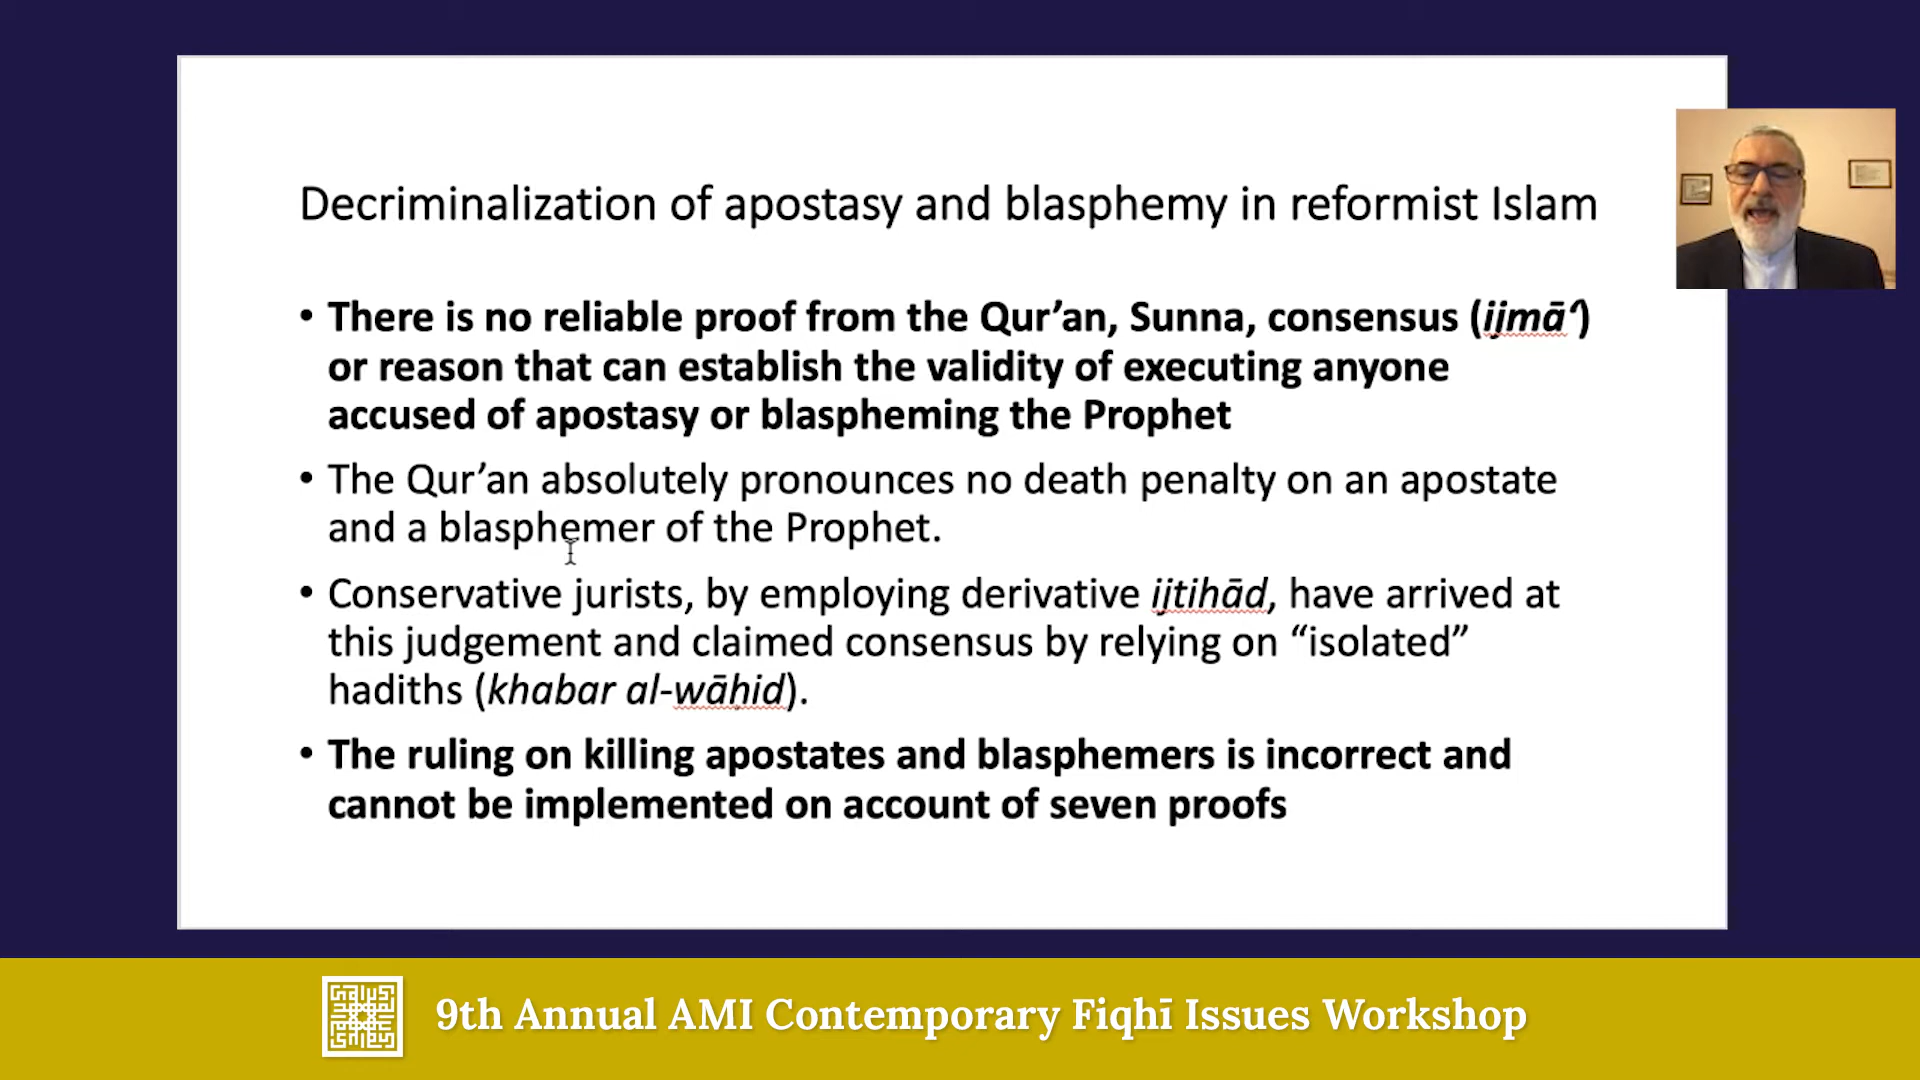 Decriminalization of apostasy and blasphemy in reformist Islam
• There is no reliable proof from the Qur’an, Sunna, consensus (ijmā‘)
or reason that can establish the validity of executing anyone
accused of apostasy or blaspheming the Prophet
• The Qur’an absolutely pronounces no death penalty on an apostate
and a blasphemer of the Prophet.
• Conservative jurists, by employing derivative ijtihād, have arrived at
this judgement and claimed consensus by relying on “isolated”
hadiths (khabar al-wāḥid).
• The ruling on killing apostates and blasphemers is incorrect and
cannot be implemented on account of seven proofs
9th Annual AMI Contemporary Fiqhī Issues Workshop